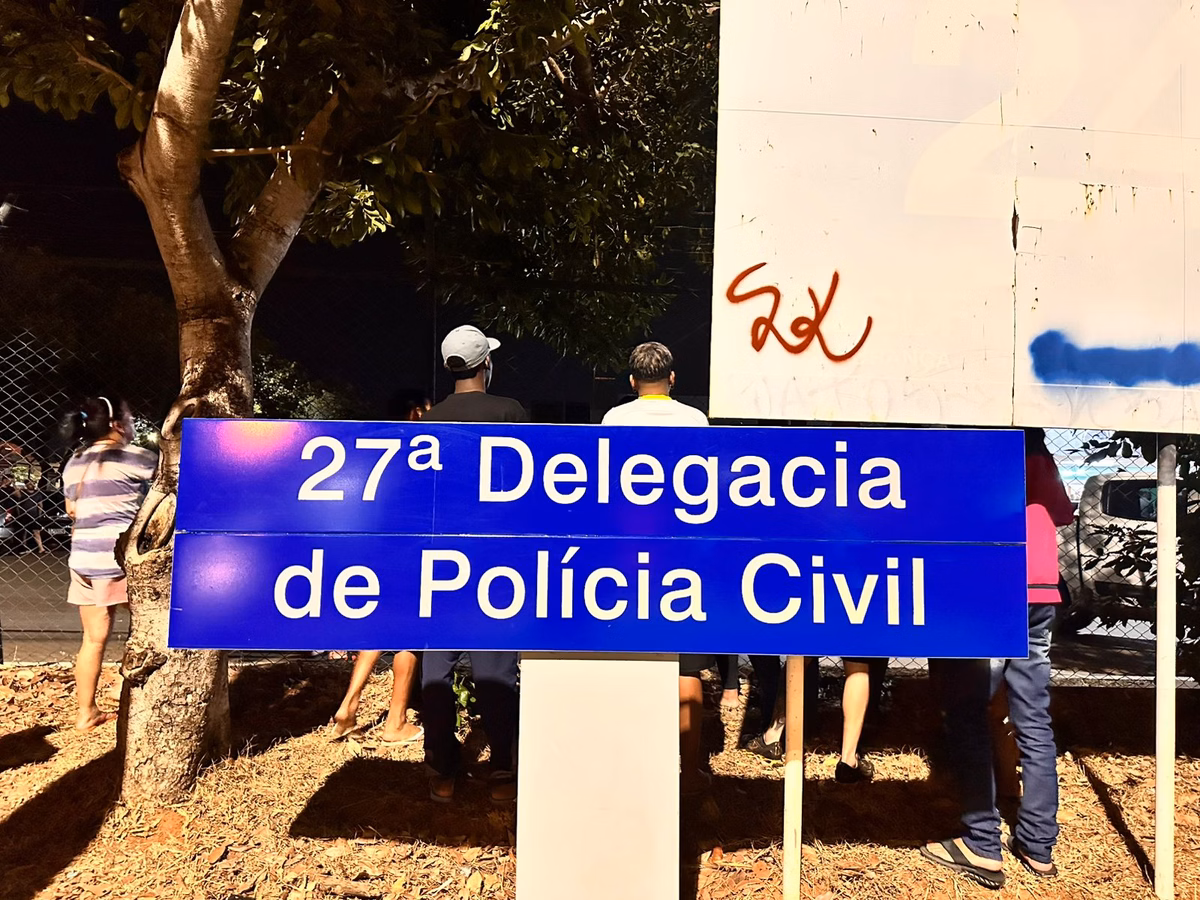 27ª Delegacia
de Polícia Civil